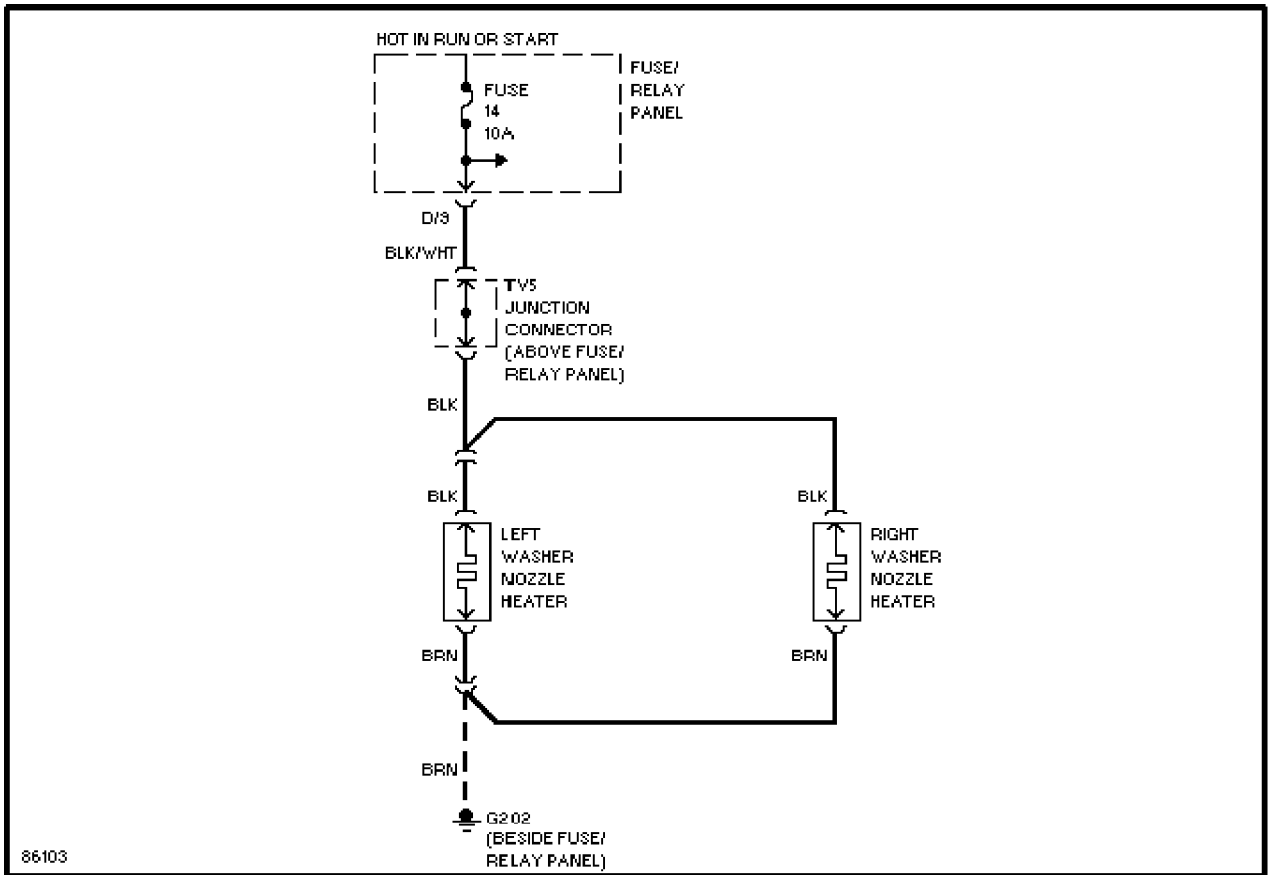 HOT IN RUN OR START
FUSE/
RELAY
PANEL
FUSE
14
10A
D/9
BLK/WHT
TV5
JUNCTION
CONNECTOR
(ABOVE FUSE/
RELAY PANEL)
BLK
BLK
LEFT
WASHER
NOZZLE
HEATER
BLK
RIGHT
WASHER
NOZZLE
HEATER
BRN
BRN
BRN
G202
(BESIDE FUSE/
RELAY PANEL)
86103